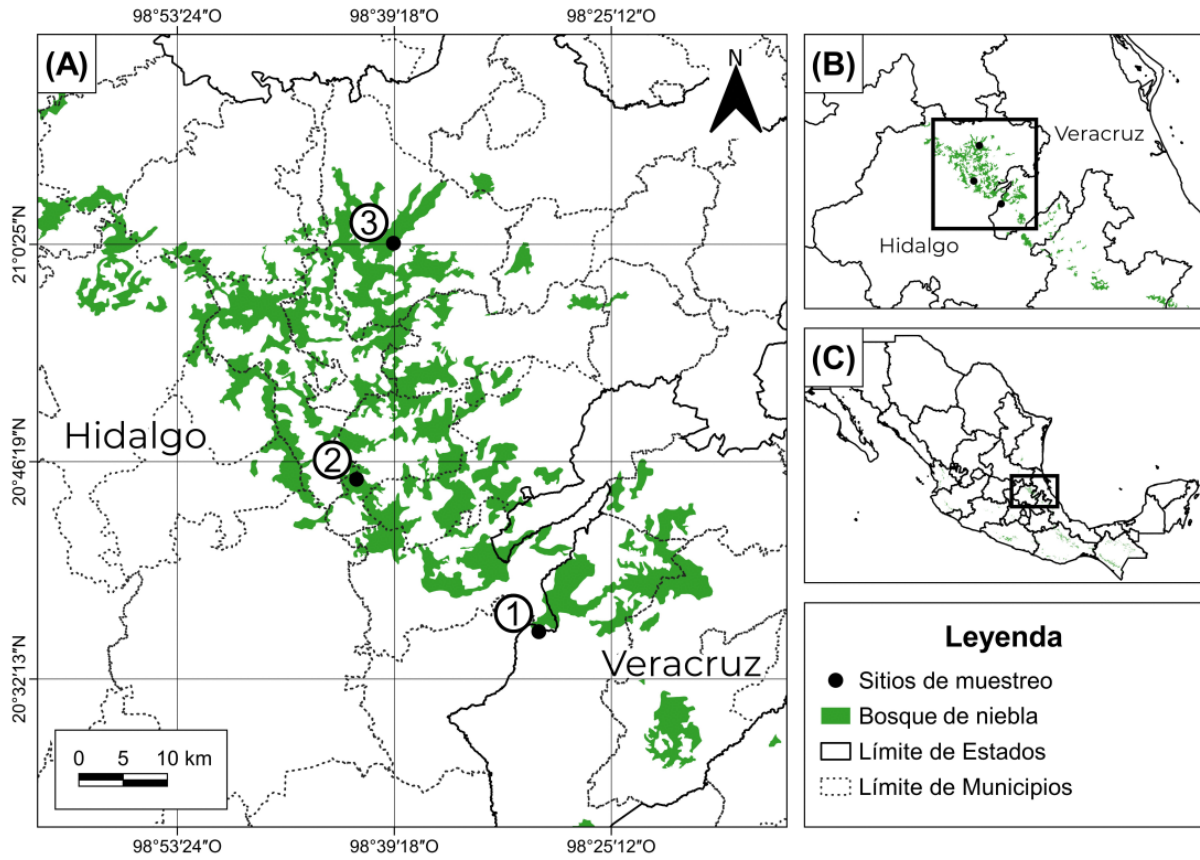 98°53′24″O 98°39′18″O 98°25′12″O
(A)
N
21°0′25″N
3
Hidalgo
2
20°46′19″N
1
Veracruz
20°32′13″N
0 5 10 km
98°53′24″O 98°39′18″O 98°25′12″O
(B)
Veracruz
Hidalgo
(C)
Leyenda
Sitios de muestreo
Bosque de niebla
Límite de Estados
Límite de Municipios